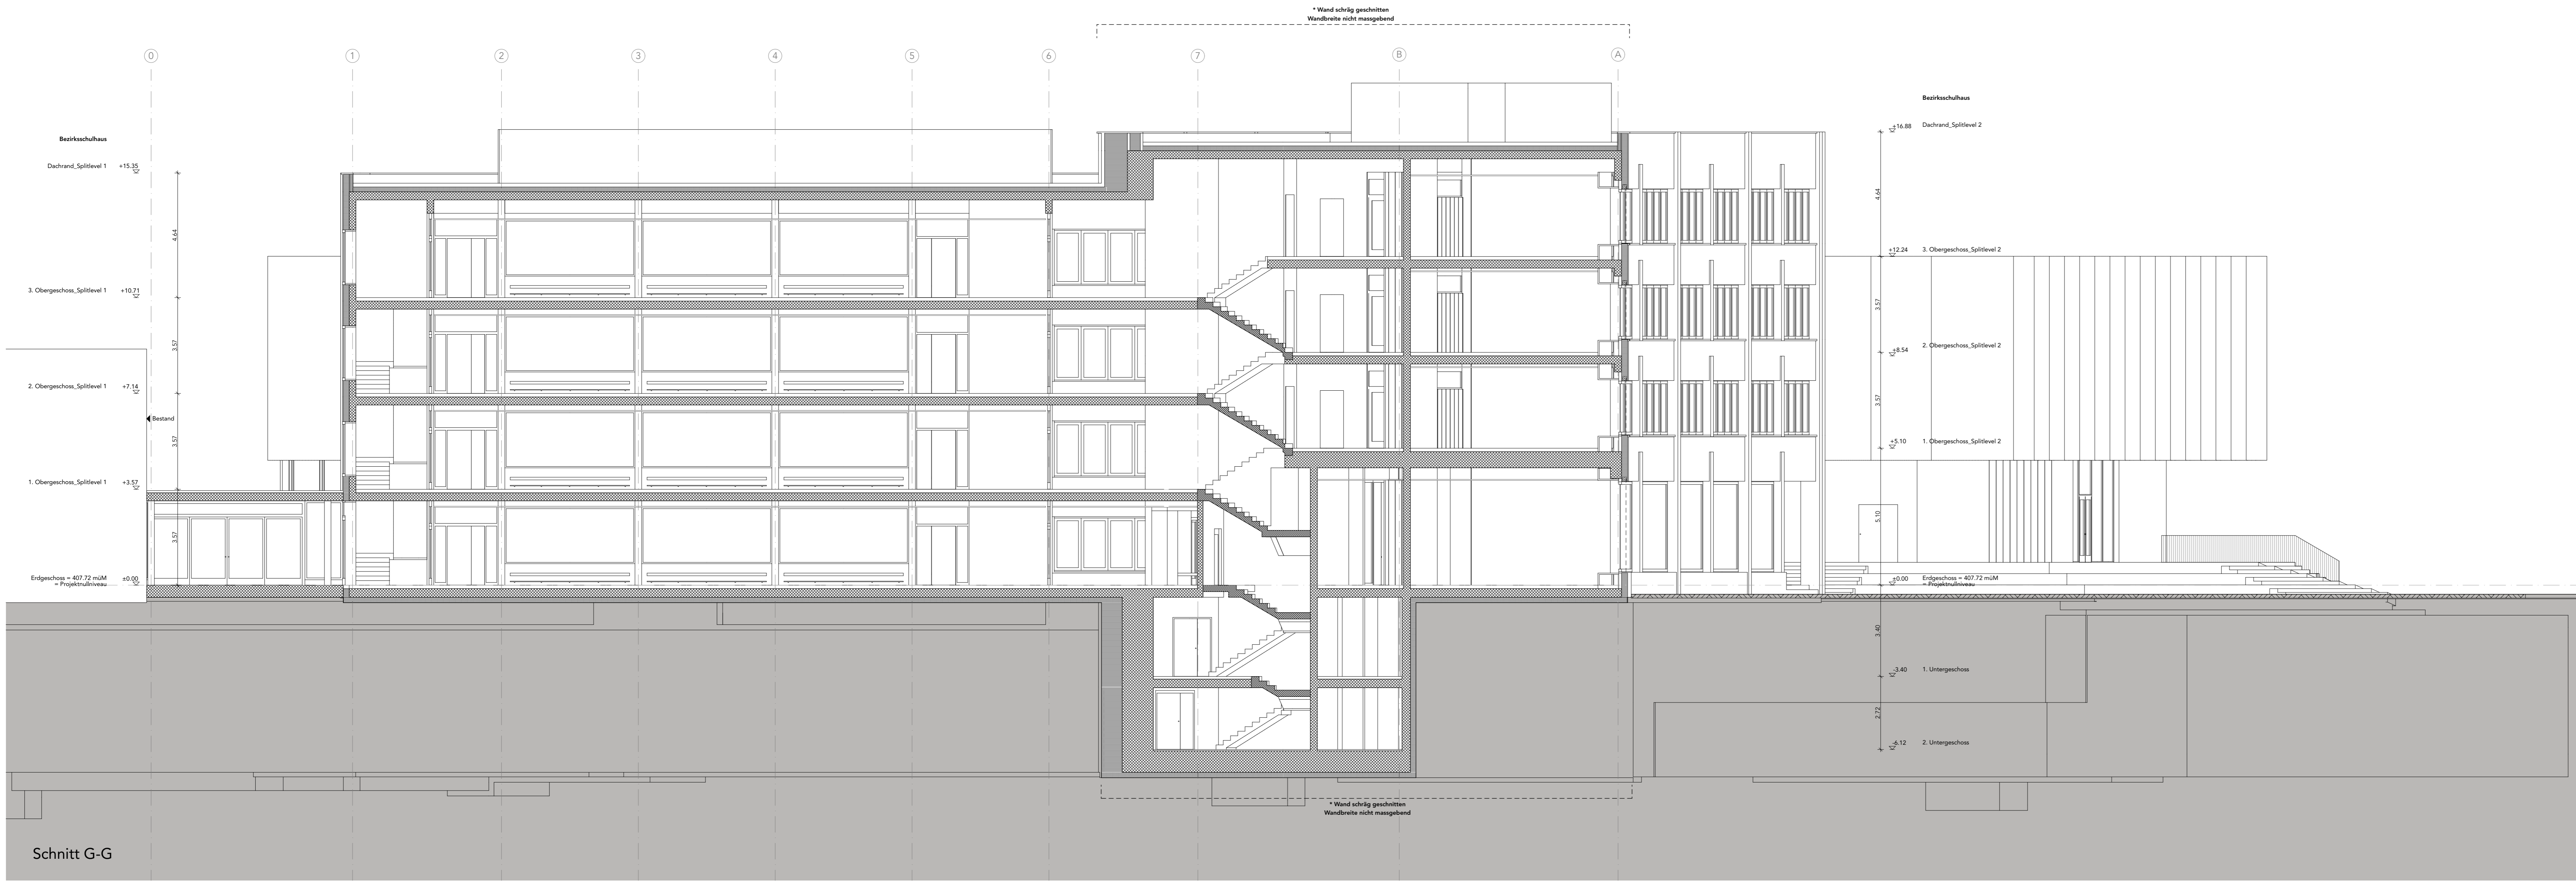 * Wand schräg geschnitten
Wandbreite nicht massgebend
0
1
2
3
4
5
6
7
B
A
Bezirksschulhaus
Dachrand_Splitlevel 1 +15.35
4.64
3. Obergeschoss_Splitlevel 1 +10.71
3.57
2. Obergeschoss_Splitlevel 1 +7.14
Bestand
3.57
1. Obergeschoss_Splitlevel 1 +3.57
3.57
Erdgeschoss = 407.72 müM ±0.00
= Projektnullniveau
Bezirksschulhaus
+16.88 Dachrand_Splitlevel 2
4.64
+12.24 3. Obergeschoss_Splitlevel 2
3.57
+8.54 2. Obergeschoss_Splitlevel 2
3.57
+5.10 1. Obergeschoss_Splitlevel 2
5.10
±0.00 Erdgeschoss = 407.72 müM
= Projektnullniveau
3.40
-3.40 1. Untergeschoss
2.72
-6.12 2. Untergeschoss
* Wand schräg geschnitten
Wandbreite nicht massgebend
Schnitt G-G